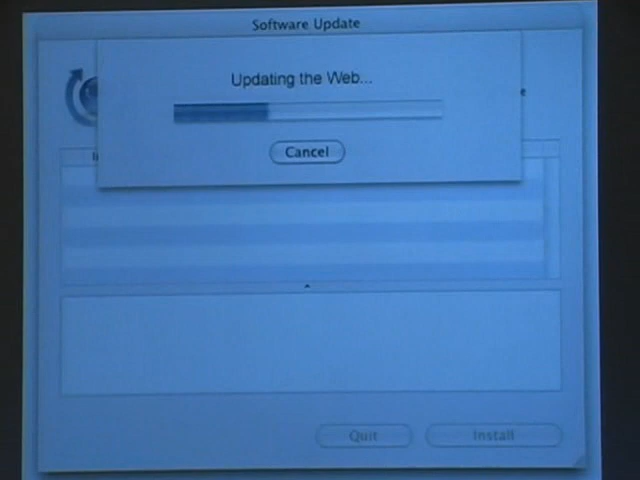 Software Update
Updating the Web...
Cancel
Quit
Install